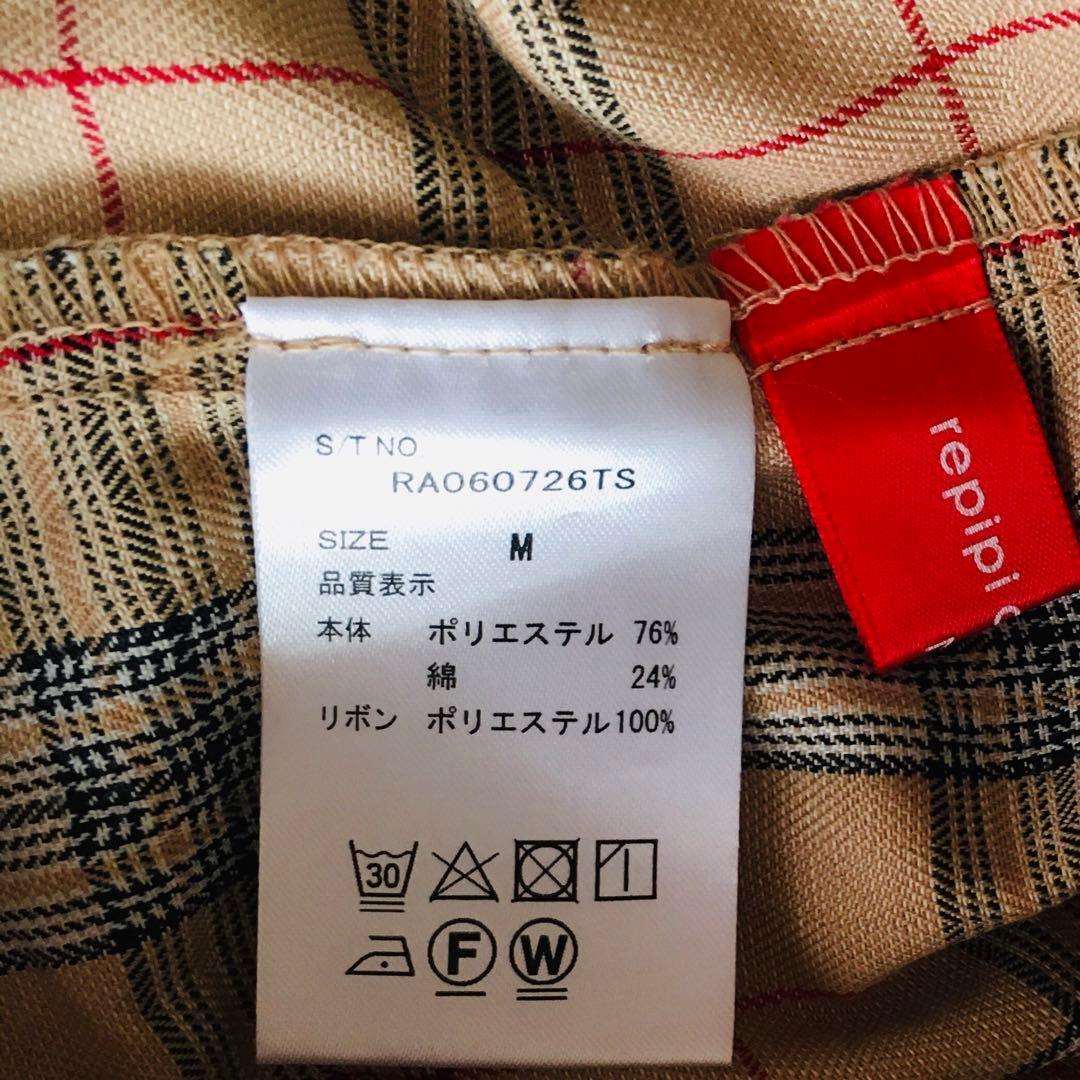 S/T NO
RA060726TS
SIZE M
品質表示
本体 ポリエステル 76%
綿 24%
リボン ポリエステル100%
30
F W
repipi